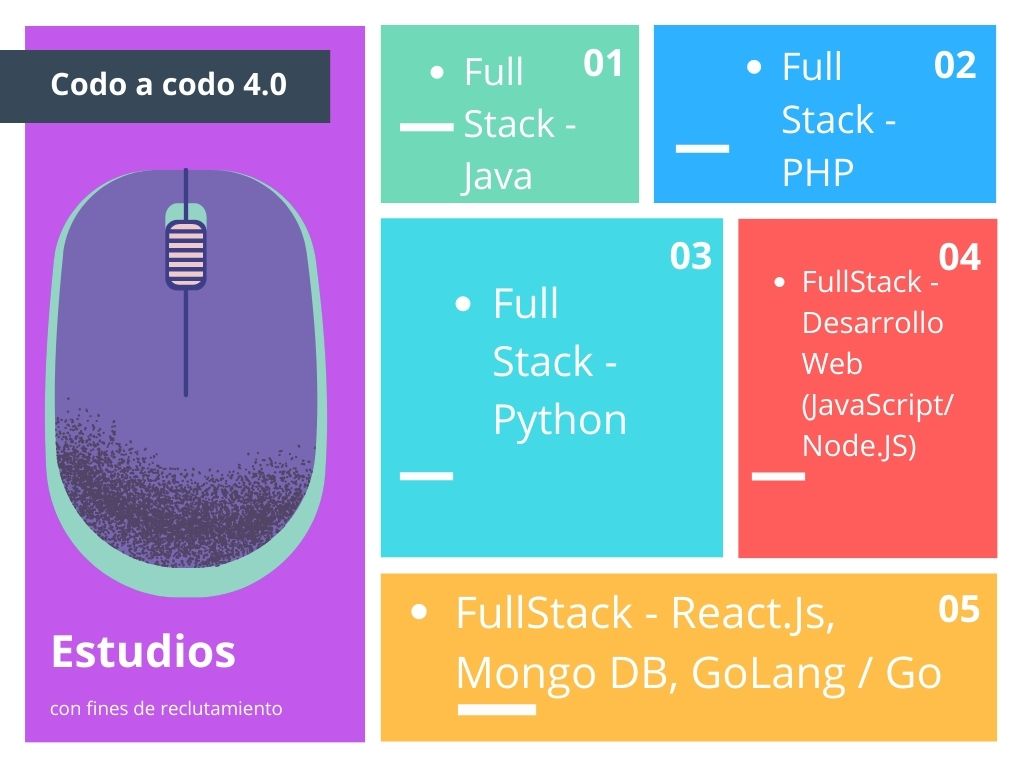 Codo a codo 4.0
Estudios
con fines de reclutamiento
01
• Full
Stack -
Java
02
• Full
Stack -
PHP
03
• Full
Stack -
Python
04
• FullStack -
Desarrollo
Web
(JavaScript/
Node.JS)
05
• FullStack - React.Js,
Mongo DB, GoLang / Go